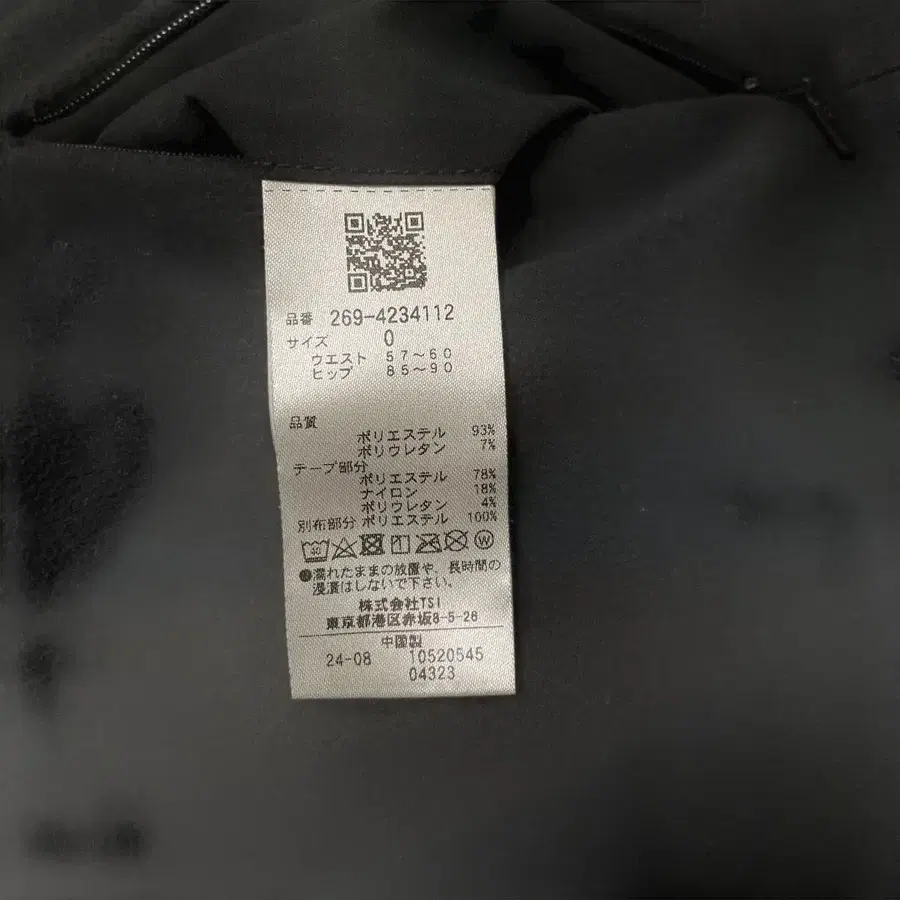 品番 269-4234112
サイズ 0
ウエスト 57～60
ヒップ 85～90
品質
ポリエステル 93%
ポリウレタン 7%
テープ部分
ポリエステル 78%
ナイロン 18%
ポリウレタン 4%
別布部分 ポリエステル 100%
40 W
●濡れたままの放置や、長時間の
浸漬はしないで下さい。
株式会社TSI
東京都港区赤坂8-5-28
中国製
24-08 10520545
04323